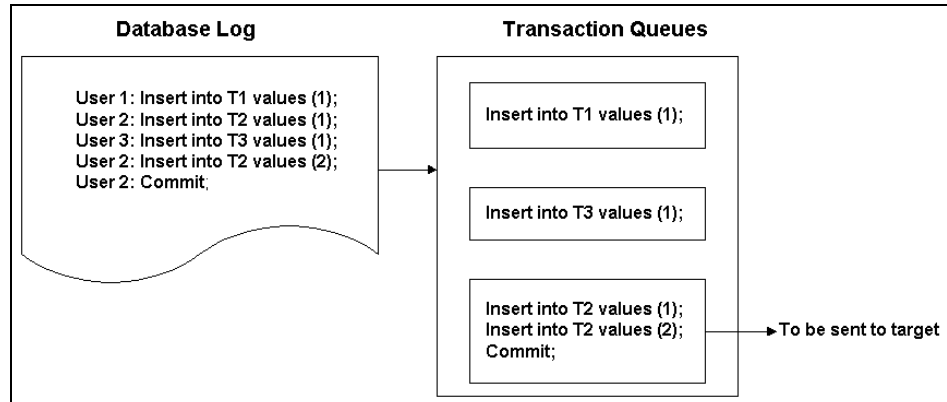 Database Log
User 1: Insert into T1 values (1);
User 2: Insert into T2 values (1);
User 3: Insert into T3 values (1);
User 2: Insert into T2 values (2);
User 2: Commit;
Transaction Queues
Insert into T1 values (1);
Insert into T3 values (1);
Insert into T2 values (1);
Insert into T2 values (2);
Commit;
To be sent to target